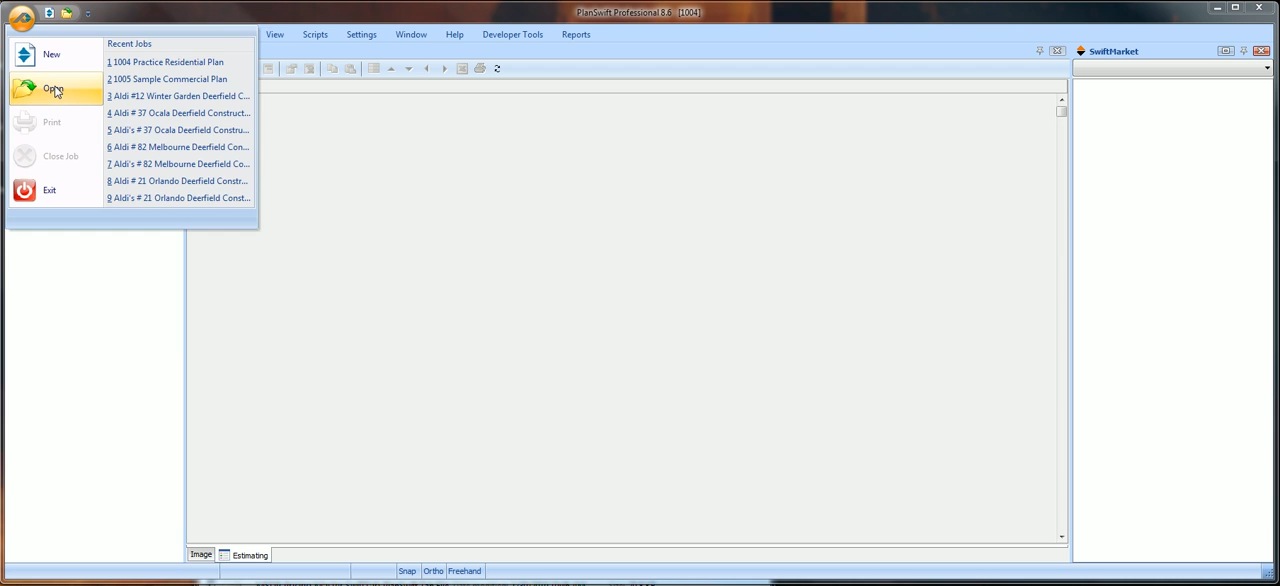 PlanSwift Professional 8.6 [1004]
View Scripts Settings Window Help Developer Tools Reports
New
Open
Print
Close Job
Exit
Recent Jobs
1 1004 Practice Residential Plan
2 1005 Sample Commercial Plan
3 Aldi #12 Winter Garden Deerfield C...
4 Aldi # 37 Ocala Deerfield Construct...
5 Aldi's # 37 Ocala Deerfield Constru...
6 Aldi # 82 Melbourne Deerfield Con...
7 Aldi's # 82 Melbourne Deerfield Co...
8 Aldi # 21 Orlando Deerfield Constr...
9 Aldi's # 21 Orlando Deerfield Const...
SwiftMarket
Image Estimating
Snap Ortho Freehand